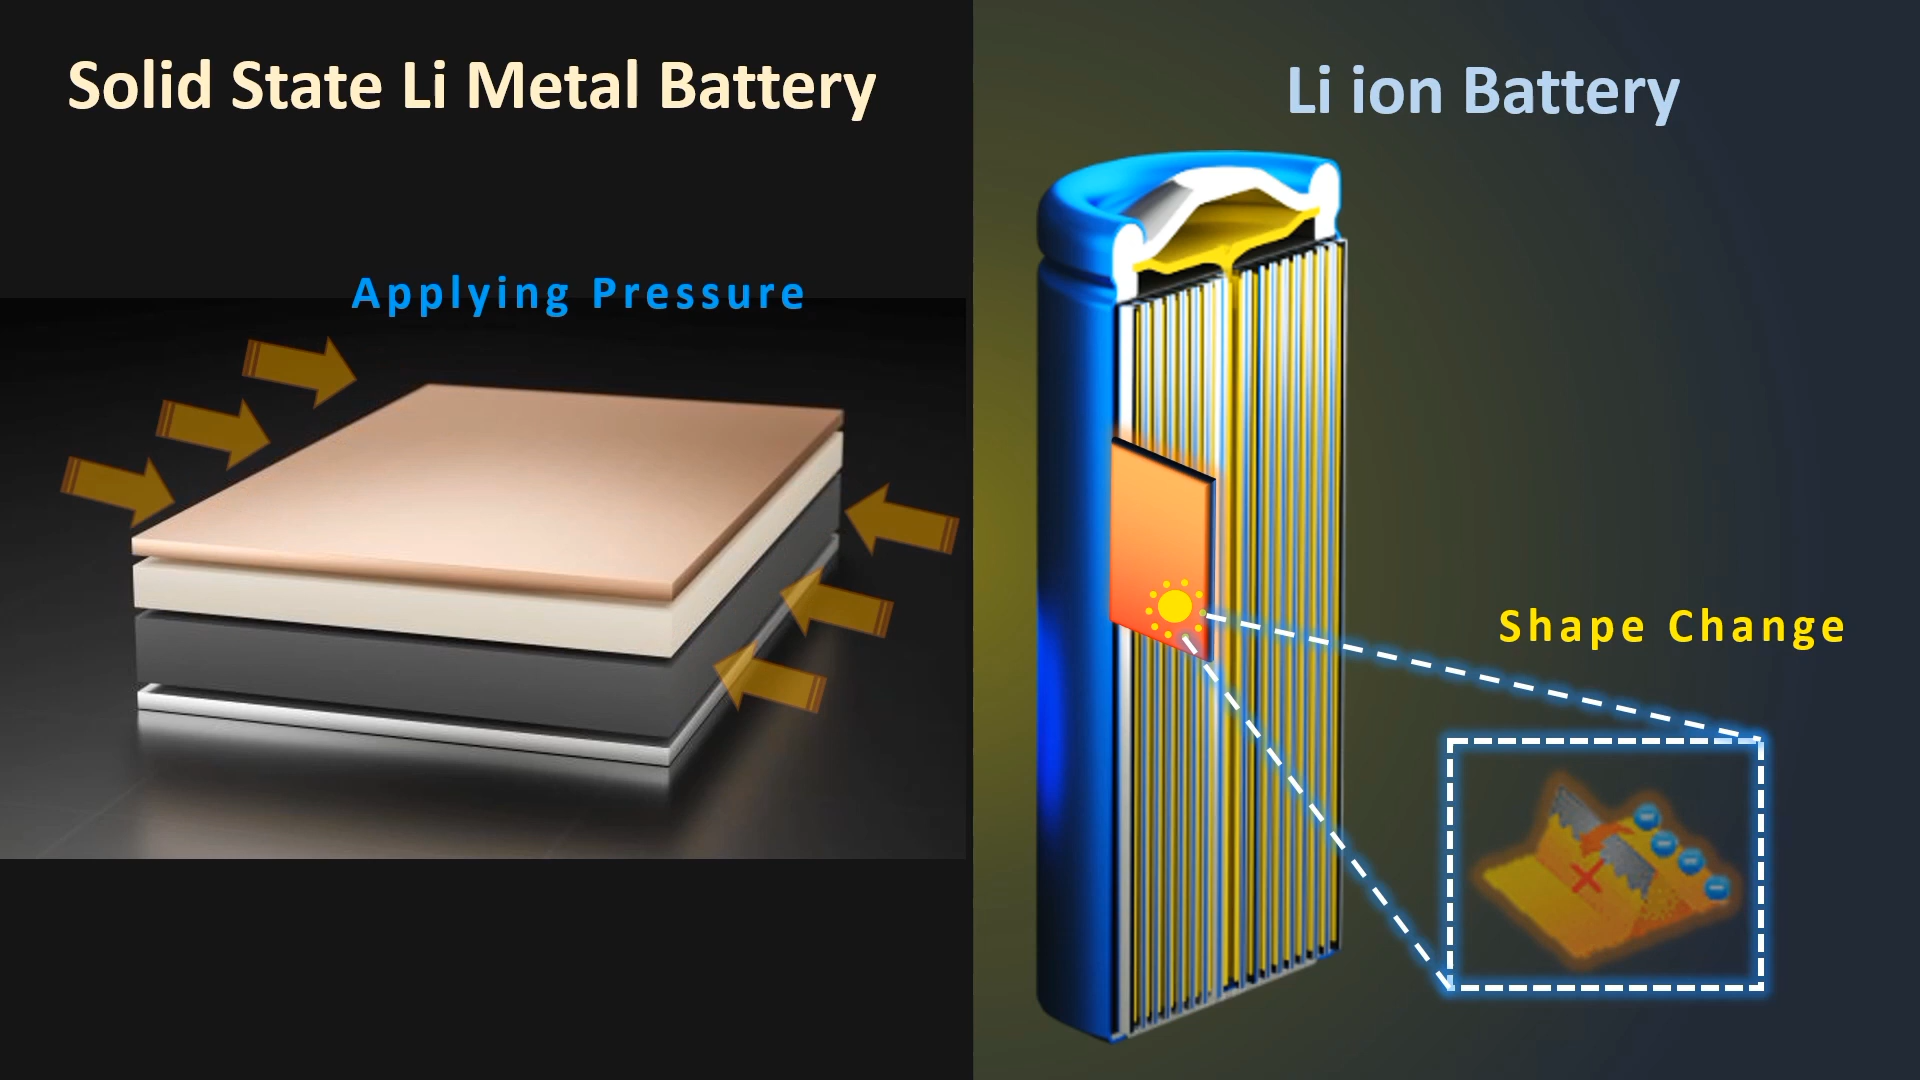 Solid State Li Metal Battery
Applying Pressure
Li ion Battery
Shape Change